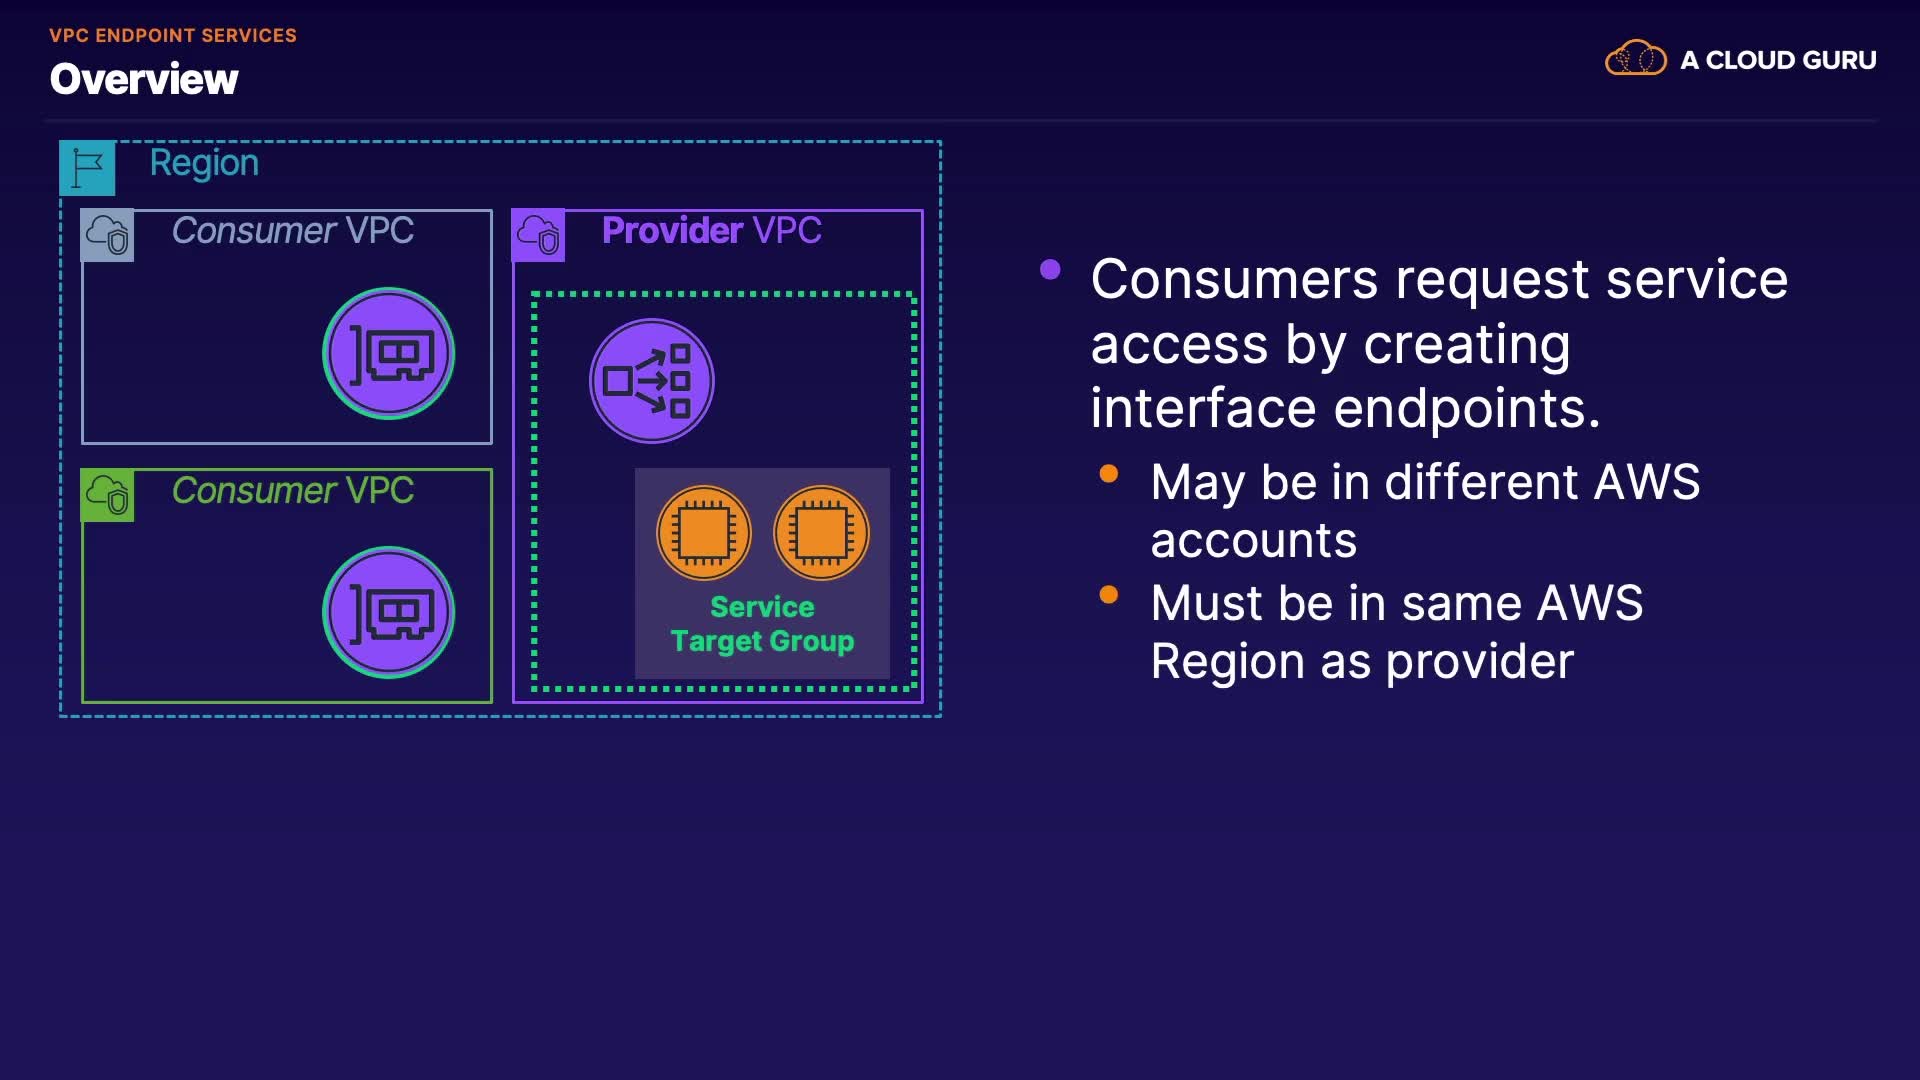 VPC ENDPOINT SERVICES
Overview
A CLOUD GURU
Region
Consumer VPC
Provider VPC
Consumer VPC
Service
Target Group
• Consumers request service
access by creating
interface endpoints.
• May be in different AWS
accounts
• Must be in same AWS
Region as provider